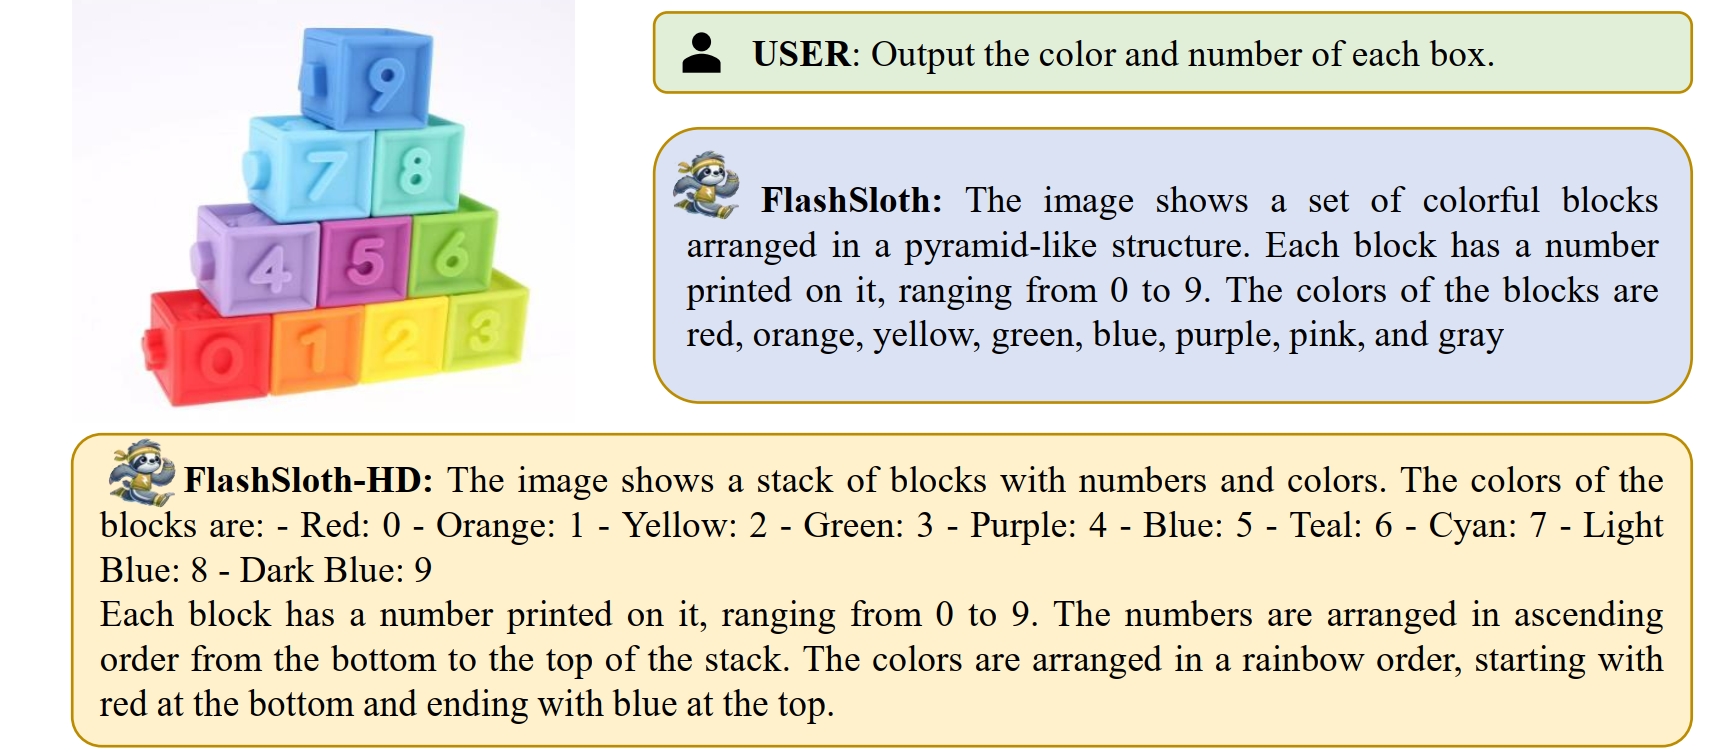 9
7 8
4 5 6
0 1 2 3
USER: Output the color and number of each box.
FlashSloth: The image shows a set of colorful blocks
arranged in a pyramid-like structure. Each block has a number
printed on it, ranging from 0 to 9. The colors of the blocks are
red, orange, yellow, green, blue, purple, pink, and gray
FlashSloth-HD: The image shows a stack of blocks with numbers and colors. The colors of the
blocks are: - Red: 0 - Orange: 1 - Yellow: 2 - Green: 3 - Purple: 4 - Blue: 5 - Teal: 6 - Cyan: 7 - Light
Blue: 8 - Dark Blue: 9
Each block has a number printed on it, ranging from 0 to 9. The numbers are arranged in ascending
order from the bottom to the top of the stack. The colors are arranged in a rainbow order, starting with
red at the bottom and ending with blue at the top.